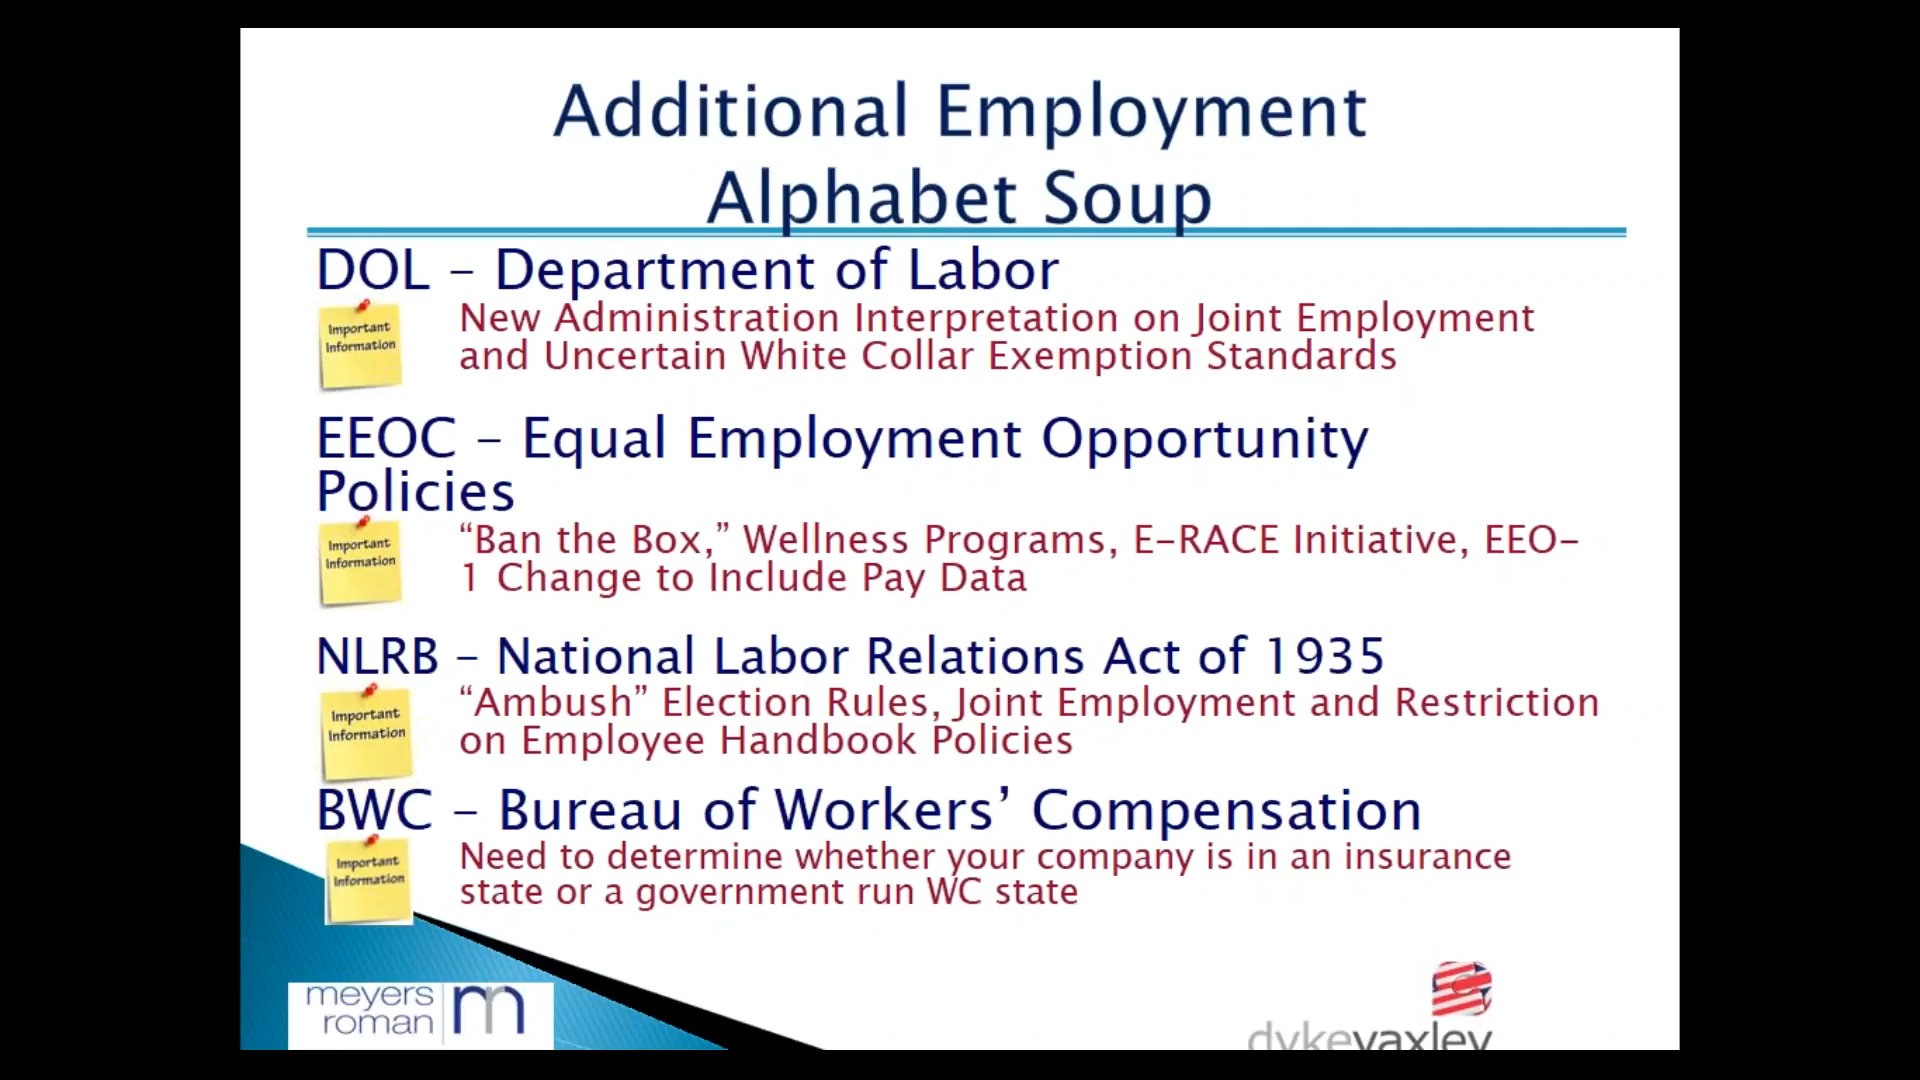 Additional Employment
Alphabet Soup
DOL – Department of Labor
Important
Information
New Administration Interpretation on Joint Employment
and Uncertain White Collar Exemption Standards
EEOC – Equal Employment Opportunity
Policies
Important
Information
“Ban the Box,” Wellness Programs, E-RACE Initiative, EEO-
1 Change to Include Pay Data
NLRB – National Labor Relations Act of 1935
Important
Information
“Ambush” Election Rules, Joint Employment and Restriction
on Employee Handbook Policies
BWC – Bureau of Workers’ Compensation
Important
Information
Need to determine whether your company is in an insurance
state or a government run WC state
meyers
roman
m
dykeyaxley